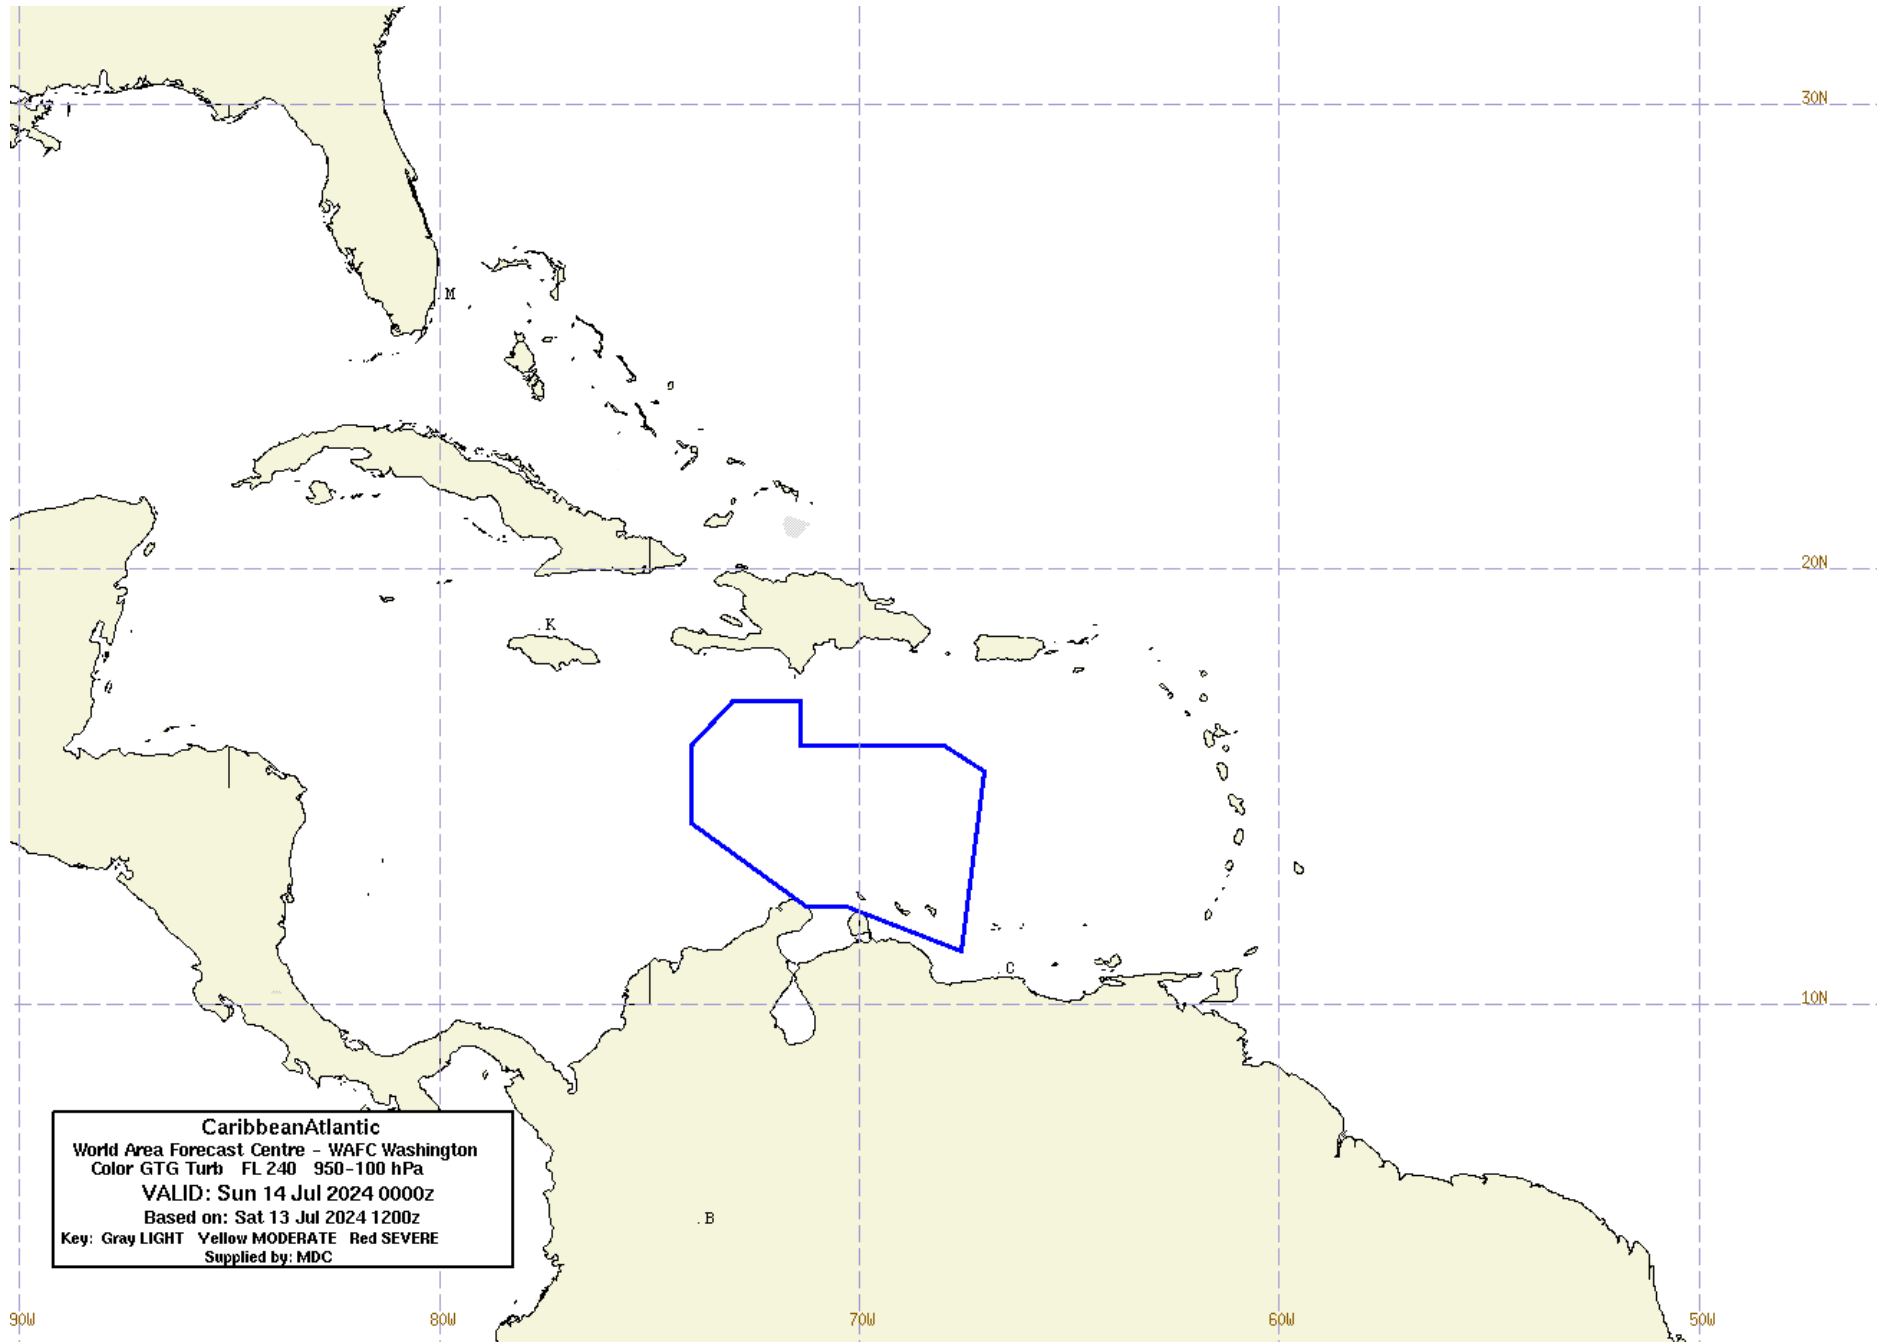 30N
.M
20N
.K
.C
10N
CaribbeanAtlantic
World Area Forecast Centre - WAFC Washington
Color GTG Turb FL 240 950-100 hPa
VALID: Sun 14 Jul 2024 0000z
Based on: Sat 13 Jul 2024 1200z
Key: Gray LIGHT Yellow MODERATE Red SEVERE
Supplied by: MDC
.B
90W 80W 70W 60W 50W